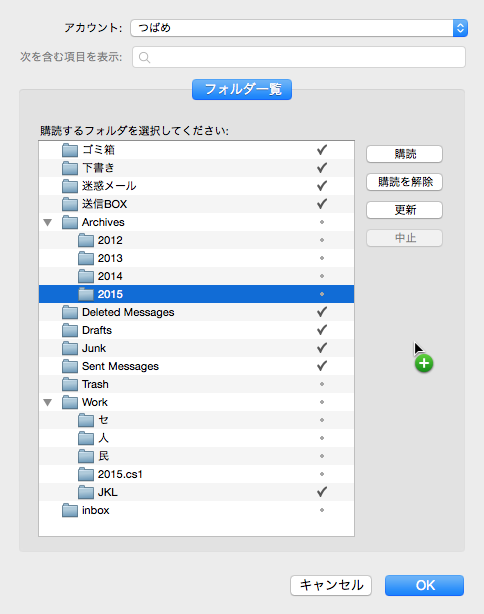 アカウント: つばめ
次を含む項目を表示:
フォルダ一覧
購読するフォルダを選択してください:
ゴミ箱
下書き
迷惑メール
送信BOX
Archives
2012
2013
2014
2015
Deleted Messages
Drafts
Junk
Sent Messages
Trash
Work
セ
人
民
2015.cs1
JKL
inbox
購読
購読を解除
更新
中止
キャンセル
OK